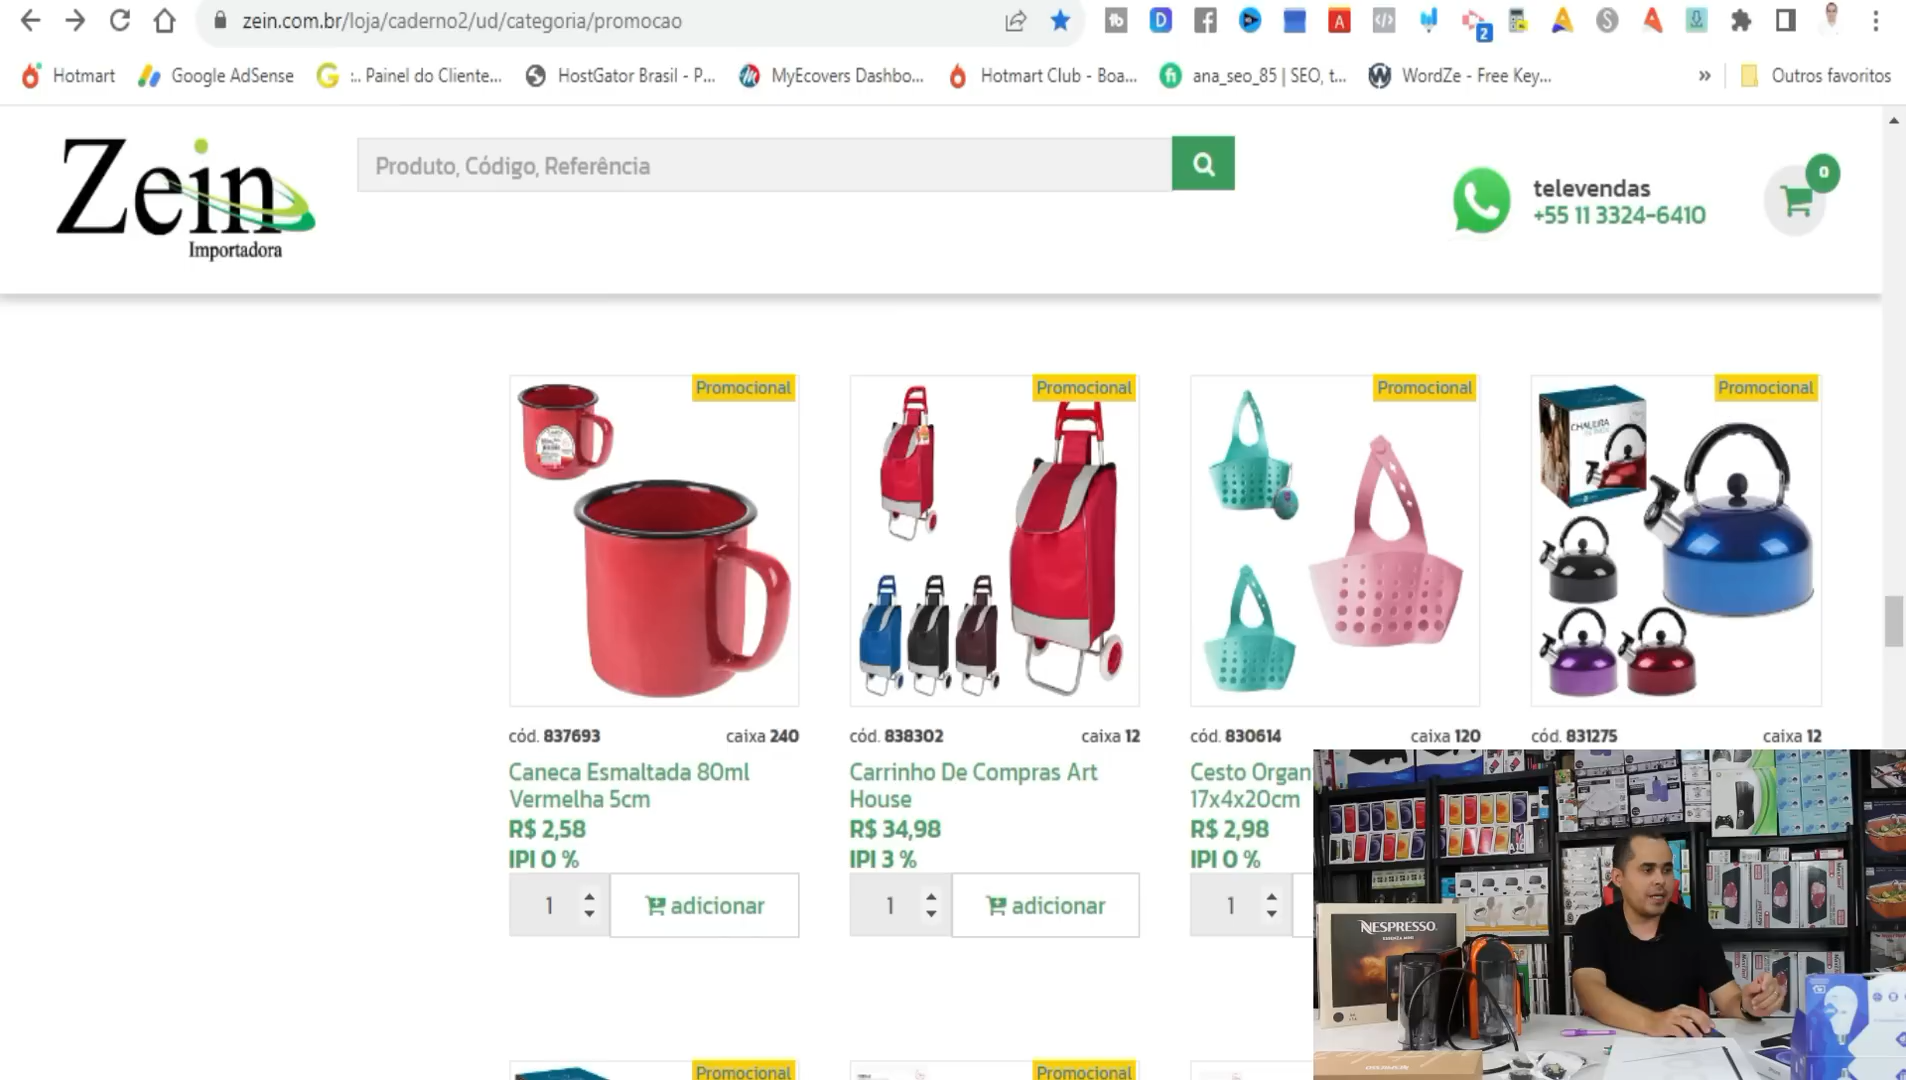 zein.com.br/loja/caderno2/ud/categoria/promocao
2
Hotmart
Google AdSense
:.. Painel do Cliente...
HostGator Brasil - P...
MyEcovers Dashbo...
Hotmart Club - Boa...
ana_seo_85 | SEO, t...
WordZe - Free Key...
»
Outros favoritos
Zein
Importadora
Produto, Código, Referência
televendas
+55 11 3324-6410
0
Promocional
Promocional
Promocional
Promocional
CHALEIRA
cód. 837693
caixa 240
cód. 838302
caixa 12
cód. 830614
caixa 120
cód. 831275
caixa 12
Caneca Esmaltada 80ml
Vermelha 5cm
R$ 2,58
IPI 0 %
1
adicionar
Carrinho De Compras Art
House
R$ 34,98
IPI 3 %
1
adicionar
Cesto Organ
17x4x20cm
R$ 2,98
IPI 0 %
1
NESPRESSO
Promocional
Promocional